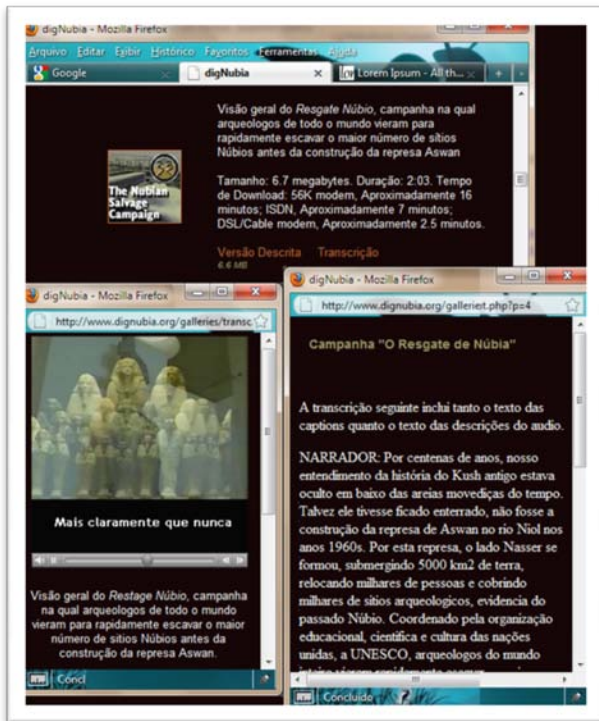 digNubia - Mozilla Firefox
Arquivo Editar Exibir Histórico Favoritos Ferramentas Ajuda
Google
digNubia
Lorem Ipsum - All th...
Visão geral do Resgate Núbio, campanha na qual
arqueologos de todo o mundo vieram para
rapidamente escavar o maior número de sítios
Núbios antes da construção da represa Aswan
The Nubian
Salvage
Campaign
Tamanho: 6.7 megabytes. Duração: 2:03. Tempo
de Download: 56K modem, Aproximadamente 16
minutos; ISDN, Aproximadamente 7 minutos;
DSL/Cable modem, Aproximadamente 2.5 minutos.
Versão Descrita Transcrição
6.6 MB
digNubia - Mozilla Firefox
http://www.dignubia.org/galleries/transc
Mais claramente que nunca
Visão geral do Restage Núbio, campanha
na qual arqueologos de todo o mundo
vieram para rapidamente escavar o maior
número de sitios Núbios antes da
construção da represa Aswan.
Concl
digNubia - Mozilla Firefox
http://www.dignubia.org/galleriet.php?p=4
Campanha "O Resgate de Núbia"
A transcrição seguinte inclui tanto o texto das
captions quanto o texto das descrições do audio.
NARRADOR: Por centenas de anos, nosso
entendimento da história do Kush antigo estava
oculto em baixo das areias movediças do tempo.
Talvez ele tivesse ficado enterrado, não fosse a
construção da represa de Aswan no rio Niol nos
anos 1960s. Por esta represa, o lado Nasser se
formou, submergindo 5000 km2 de terra,
relocando milhares de pessoas e cobrindo
milhares de sitios arqueologicos, evidencia do
passado Núbio. Coordenado pela organização
educacional, cientifica e cultura das nações
unidas, a UNESCO, arqueologos do mundo
Concluído